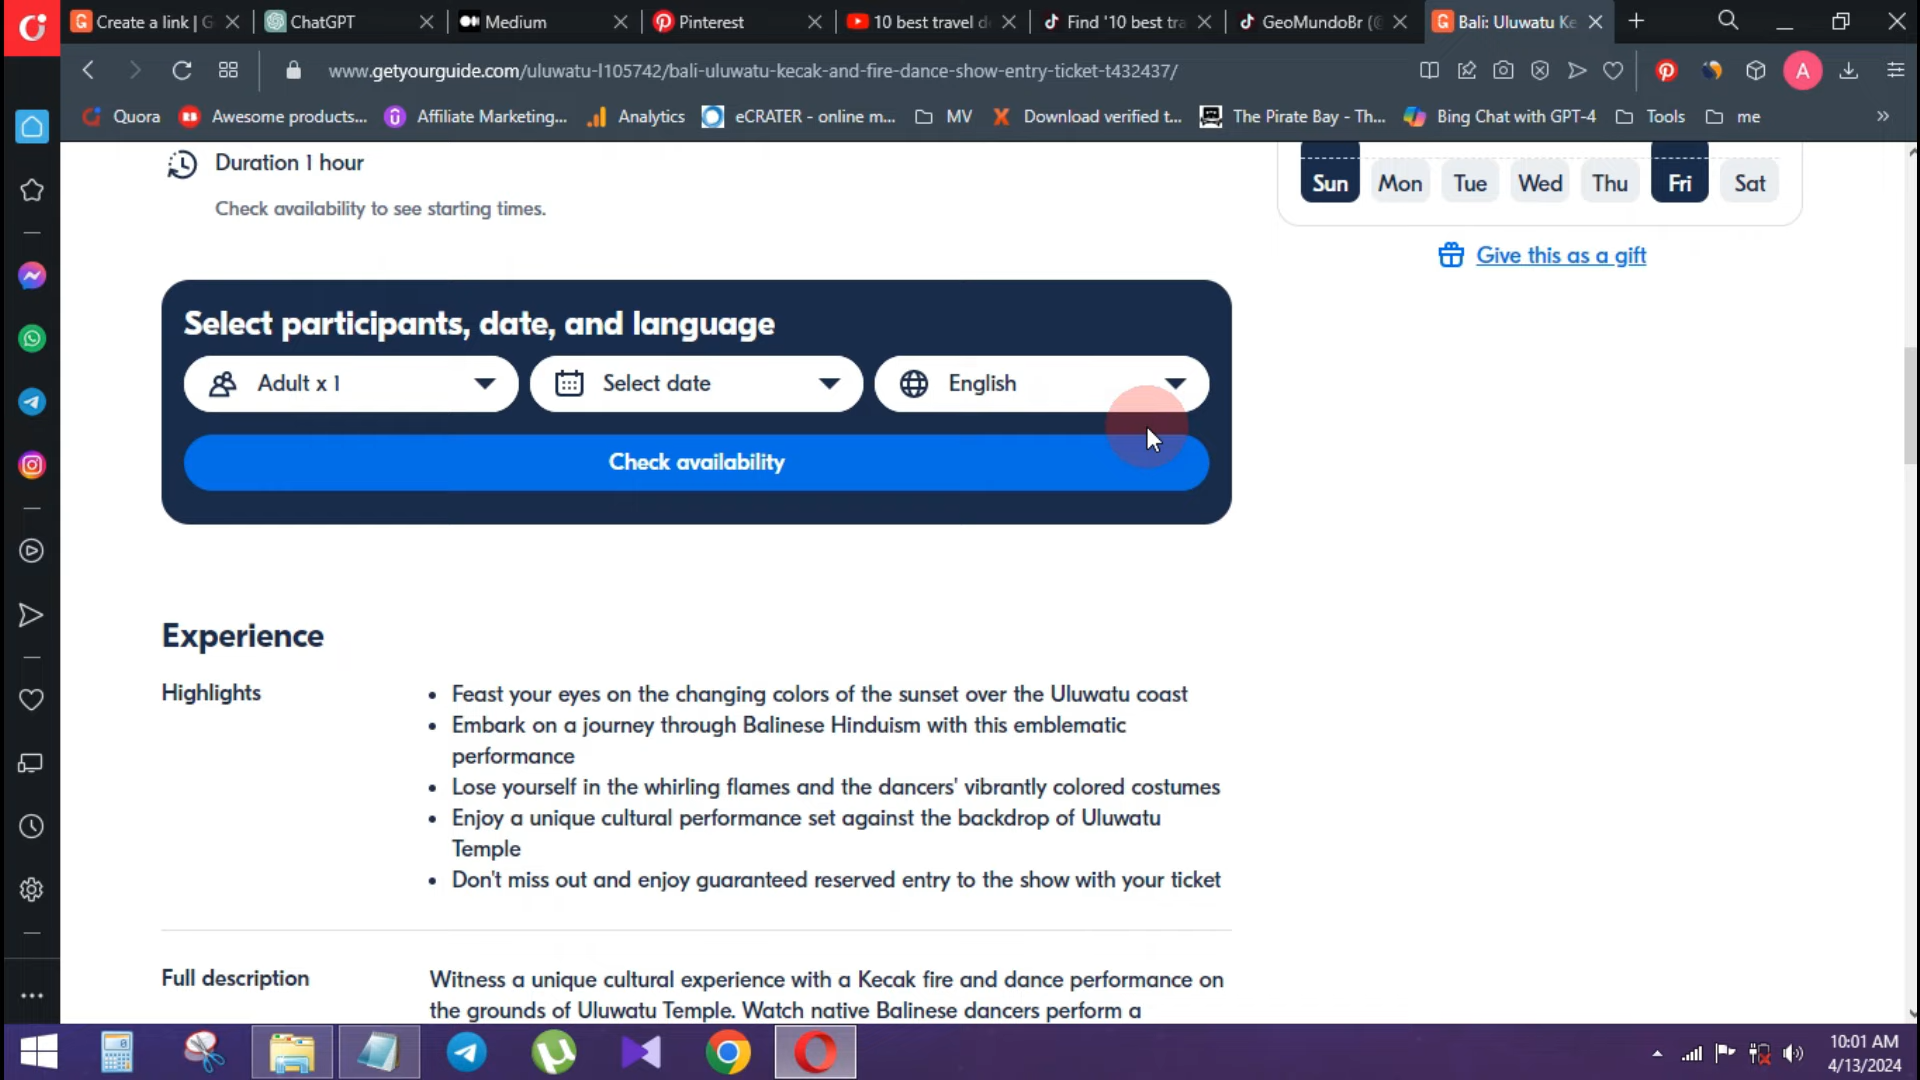 Create a link | G
ChatGPT
Medium
Pinterest
10 best travel d
Find '10 best tra
GeoMundoBr (@
Bali: Uluwatu Ke
www.getyourguide.com/uluwatu-l105742/bali-uluwatu-kecak-and-fire-dance-show-entry-ticket-t432437/
A
Quora
Awesome products...
Affiliate Marketing...
Analytics
eCRATER - online m...
MV
Download verified t...
The Pirate Bay - Th...
Bing Chat with GPT-4
Tools
me
»
Duration 1 hour
Check availability to see starting times.
Sun Mon Tue Wed Thu Fri Sat
Give this as a gift
Select participants, date, and language
Adult x 1
Select date
English
Check availability
Experience
Highlights
• Feast your eyes on the changing colors of the sunset over the Uluwatu coast
• Embark on a journey through Balinese Hinduism with this emblematic
performance
• Lose yourself in the whirling flames and the dancers' vibrantly colored costumes
• Enjoy a unique cultural performance set against the backdrop of Uluwatu
Temple
• Don't miss out and enjoy guaranteed reserved entry to the show with your ticket
Full description
Witness a unique cultural experience with a Kecak fire and dance performance on
the grounds of Uluwatu Temple. Watch native Balinese dancers perform a
10:01 AM
4/13/2024